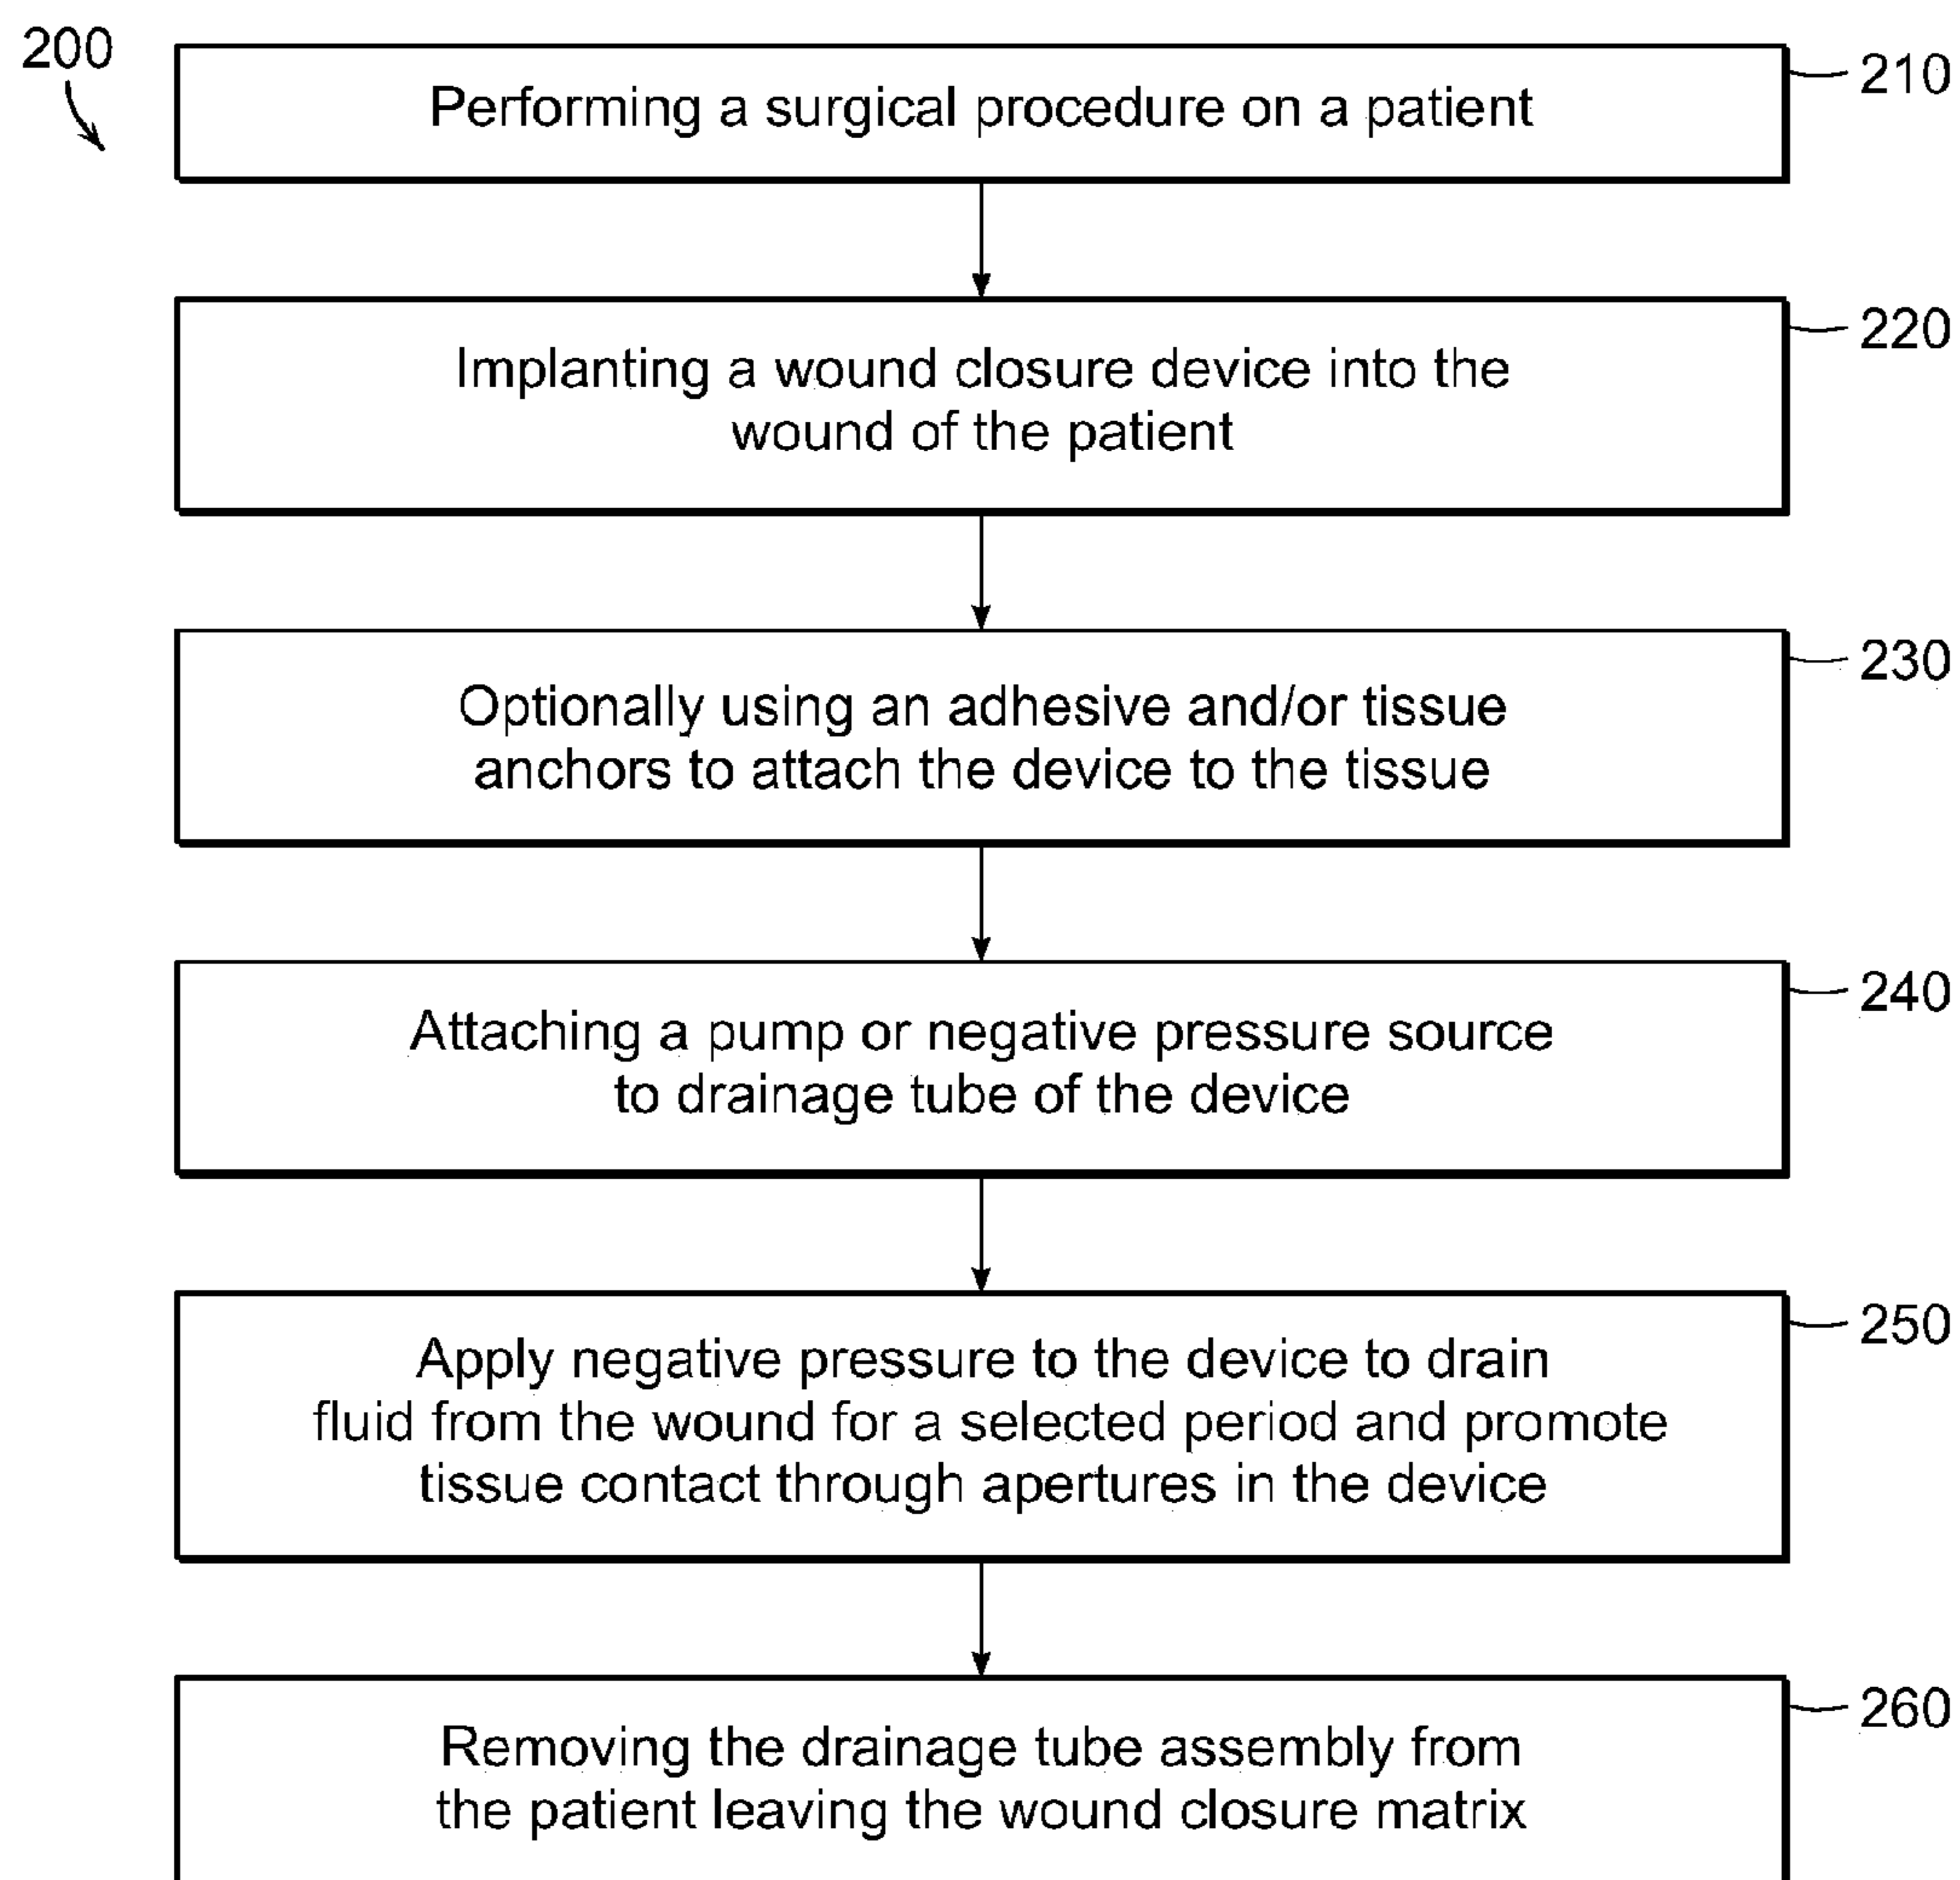 200
Performing a surgical procedure on a patient
210
Implanting a wound closure device into the
wound of the patient
220
Optionally using an adhesive and/or tissue
anchors to attach the device to the tissue
230
Attaching a pump or negative pressure source
to drainage tube of the device
240
Apply negative pressure to the device to drain
fluid from the wound for a selected period and promote
tissue contact through apertures in the device
250
Removing the drainage tube assembly from
the patient leaving the wound closure matrix
260